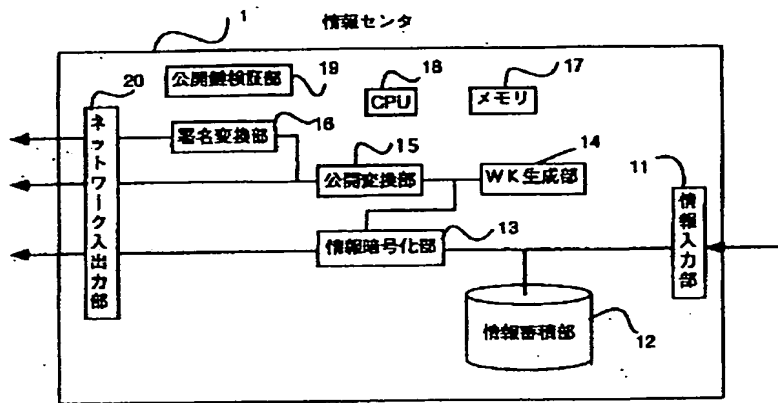 1
情報センタ
20
公開鍵検証部
19
18
CPU
17
メモリ
16
署名変換部
15
公開変換部
14
WK生成部
11
情報入力部
ネットワーク入出力部
13
情報暗号化部
情報蓄積部
12